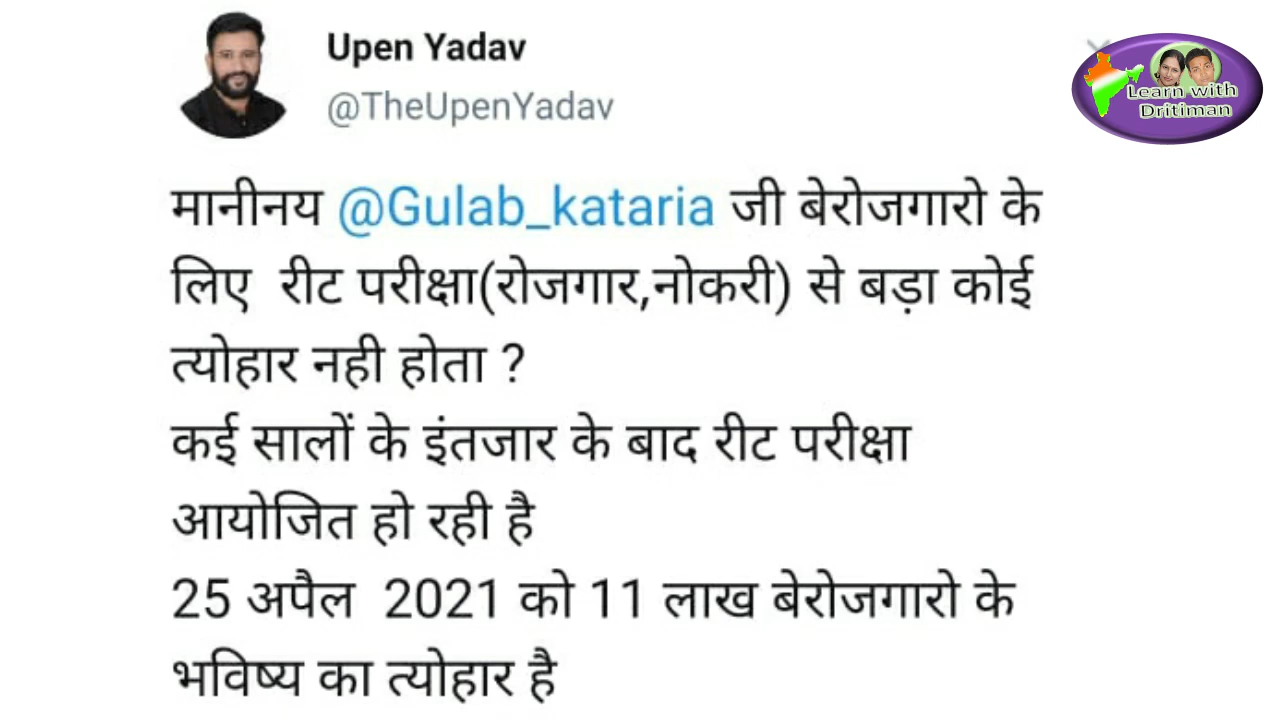 Upen Yadav
@TheUpenYadav
Learn with
Dritiman
मानीनय @Gulab_kataria जी बेरोजगारो के
लिए रीट परीक्षा(रोजगार,नोकरी) से बड़ा कोई
त्योहार नही होता ?
कई सालों के इंतजार के बाद रीट परीक्षा
आयोजित हो रही है
25 अपैल 2021 को 11 लाख बेरोजगारो के
भविष्य का त्योहार है